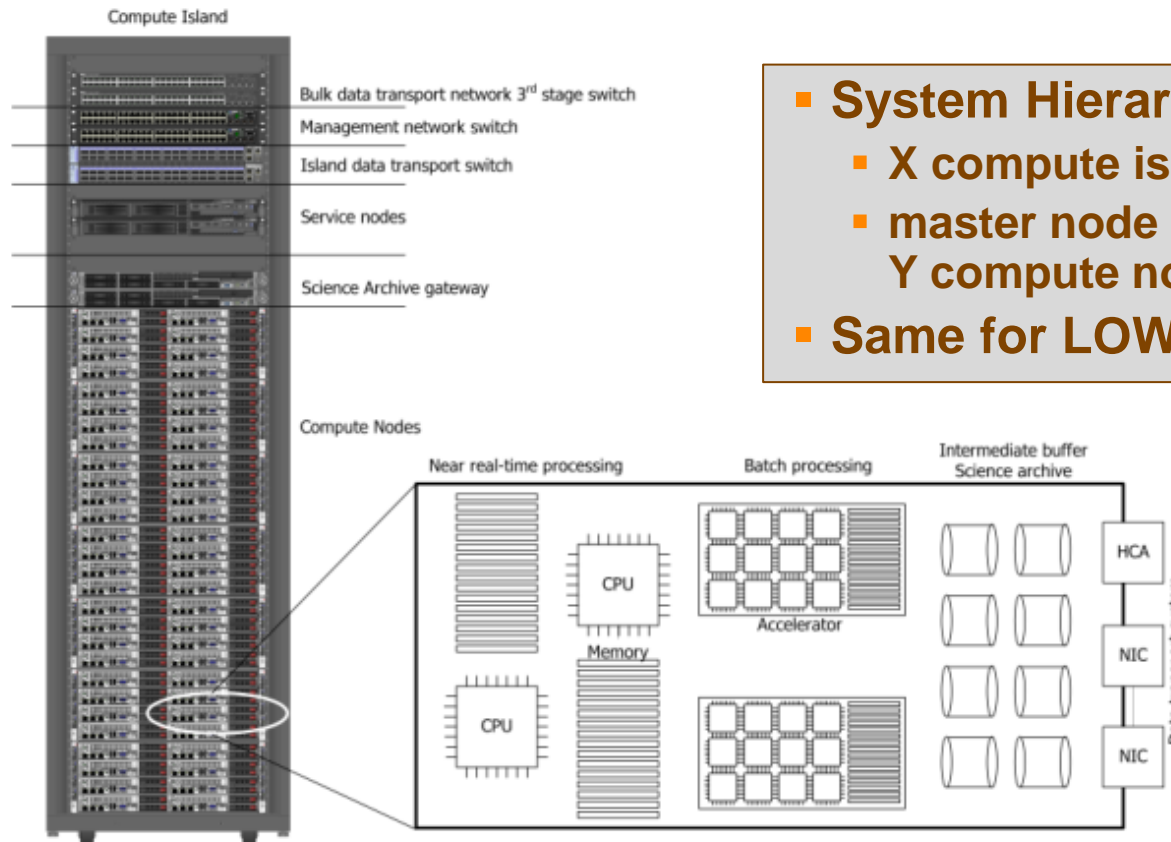 Compute Island
Bulk data transport network 3rd stage switch
Management network switch
Island data transport switch
Service nodes
Science Archive gateway
Compute Nodes
System Hierar
X compute is
master node
Y compute no
Same for LOW
Near real-time processing
Batch processing
Intermediate buffer
Science archive
CPU
Memory
CPU
Accelerator
HCA
NIC
NIC